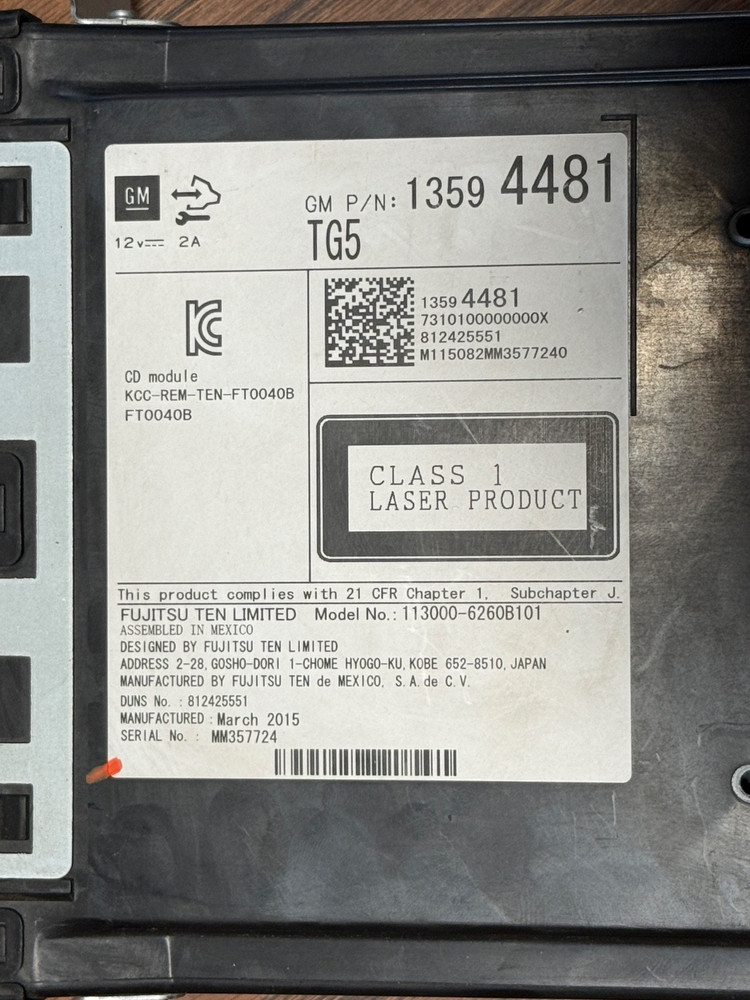 GM
GM P/N: 1359 4481
12v 2A
TG5
1359 4481
7310100000000X
812425551
M115082MM3577240
CD module
KCC-REM-TEN-FT0040B
FT0040B
CLASS 1
LASER PRODUCT
This product complies with 21 CFR Chapter 1, Subchapter J.
FUJITSU TEN LIMITED Model No.: 113000-6260B101
ASSEMBLED IN MEXICO
DESIGNED BY FUJITSU TEN LIMITED
ADDRESS 2-28, GOSHO-DORI 1-CHOME HYOGO-KU, KOBE 652-8510, JAPAN
MANUFACTURED BY FUJITSU TEN de MEXICO, S.A. de C.V.
DUNS No. : 812425551
MANUFACTURED : March 2015
SERIAL No. : MM357724